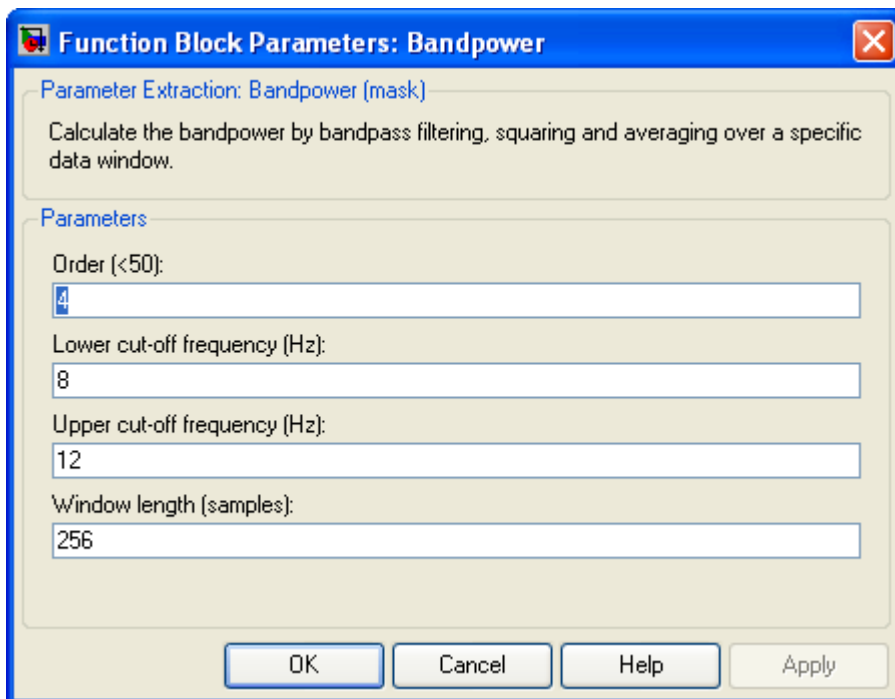 Function Block Parameters: Bandpower
Parameter Extraction: Bandpower (mask)
Calculate the bandpower by bandpass filtering, squaring and averaging over a specific
data window.
Parameters
Order (<50):
4
Lower cut-off frequency (Hz):
8
Upper cut-off frequency (Hz):
12
Window length (samples):
256
OK Cancel Help Apply